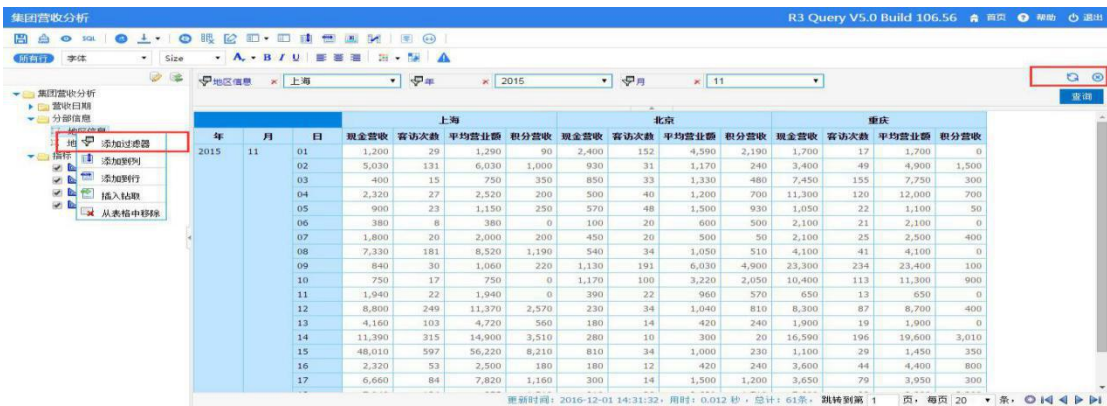 集团营收分析 R3 Query V5.0 Build 106.56 首页 帮助 退出
SQL
所有行 字体 Size A B I U A
地区信息 上海 年 2015 月 11
查询
集团营收分析
营收日期
分部信息
地区信息
添加过滤器
指标
添加到列
添加到行
插入钻取
从表格中移除
上海 北京 重庆
年 月 日 现金营收 客访次数 平均营业额 积分营收 现金营收 客访次数 平均营业额 积分营收 现金营收 客访次数 平均营业额 积分营收
2015 11 01 1,200 29 1,290 90 2,400 152 4,590 2,190 1,700 17 1,700 0
02 5,030 131 6,030 1,000 930 31 1,170 240 3,400 49 4,900 1,500
03 400 15 750 350 850 33 1,330 480 7,450 155 7,750 300
04 2,320 27 2,520 200 500 40 1,200 700 11,300 120 12,000 700
05 900 23 1,150 250 570 48 1,500 930 1,050 22 1,100 50
06 380 8 380 0 100 20 600 500 2,100 21 2,100 0
07 1,800 20 2,000 200 450 20 500 50 2,100 25 2,500 400
08 7,330 181 8,520 1,190 540 34 1,050 510 4,100 41 4,100 0
09 840 30 1,060 220 1,130 191 6,030 4,900 23,300 234 23,400 100
10 750 17 750 0 1,170 100 3,220 2,050 10,400 113 11,300 900
11 1,940 22 1,940 0 390 22 960 570 650 13 650 0
12 8,800 249 11,370 2,570 230 34 1,040 810 8,300 87 8,700 400
13 4,160 103 4,720 560 180 14 420 240 1,900 19 1,900 0
14 11,390 315 14,900 3,510 280 10 300 20 16,590 196 19,600 3,010
15 48,010 597 56,220 8,210 810 34 1,000 230 1,100 29 1,450 350
16 2,320 53 2,500 180 180 12 420 240 3,600 44 4,400 800
17 6,660 84 7,820 1,160 300 14 1,500 1,200 3,650 79 3,950 300
更新时间: 2016-12-01 14:31:32, 用时: 0.012 秒, 总计: 61条, 跳转到第 1 页, 每页 20 条,